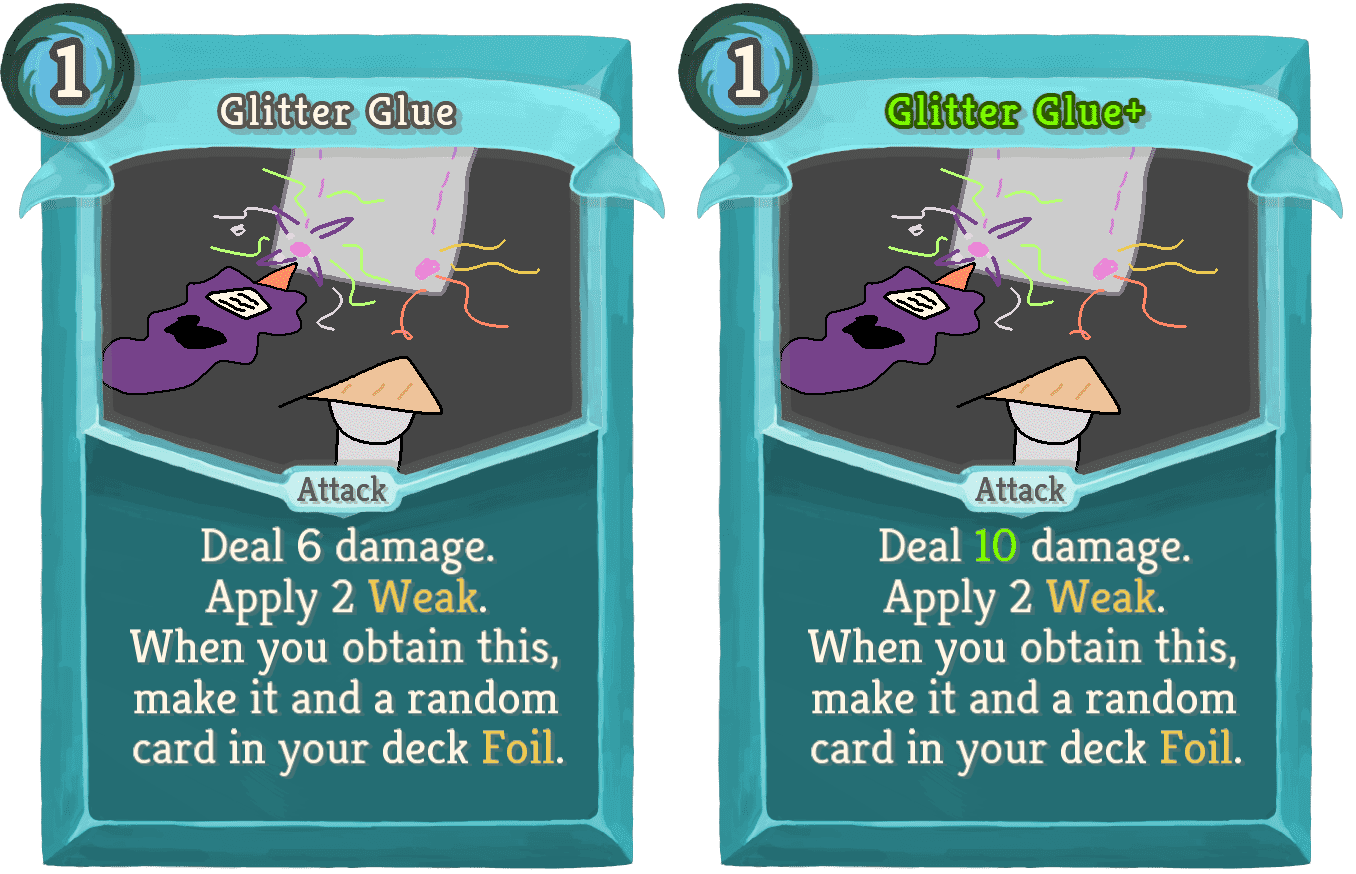 1
Glitter Glue
Attack
Deal 6 damage.
Apply 2 Weak.
When you obtain this,
make it and a random
card in your deck Foil.
1
Glitter Glue+
Attack
Deal 10 damage.
Apply 2 Weak.
When you obtain this,
make it and a random
card in your deck Foil.